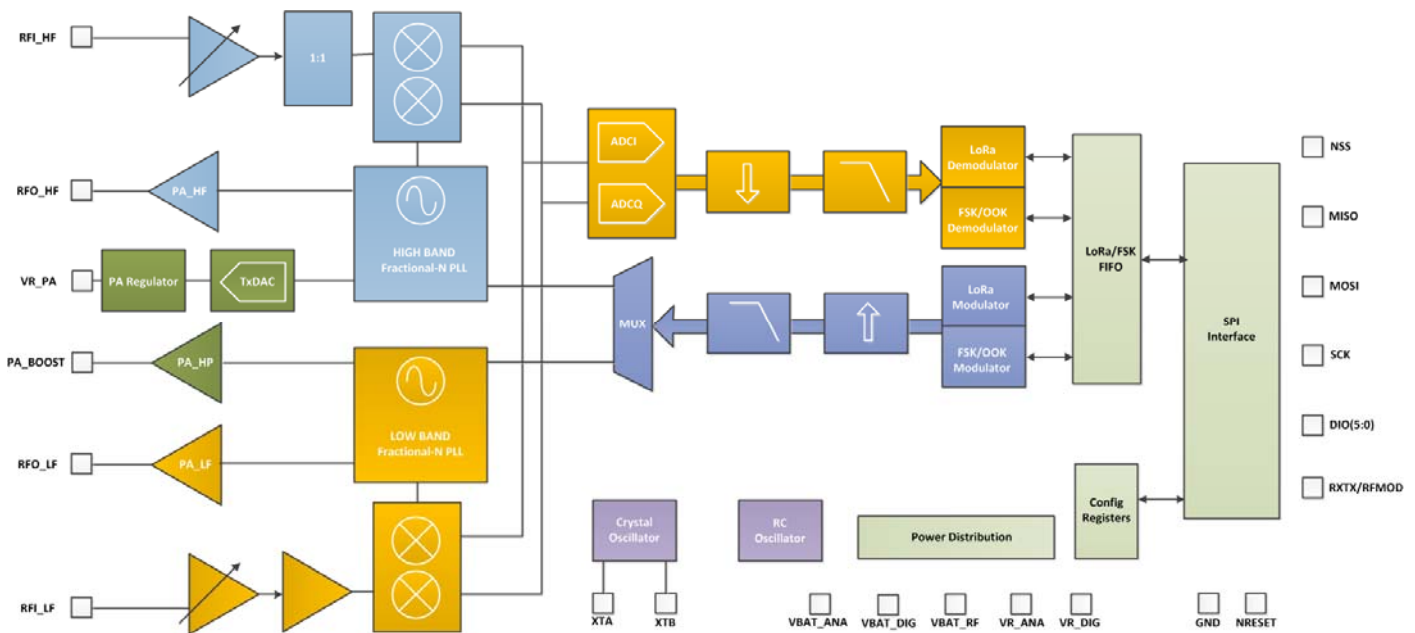 RFI_HF
1:1
ADCI
ADCQ
LoRa
Demodulator
FSK/OOK
Demodulator
NSS
RFO_HF
PA_HF
MISO
HIGH BAND
Fractional-N PLL
LoRa/FSK
FIFO
VR_PA
PA Regulator
TxDAC
MUX
LoRa
Modulator
FSK/OOK
Modulator
SPI
Interface
MOSI
PA_BOOST
PA_HP
SCK
LOW BAND
Fractional-N PLL
DIO(5:0)
RFO_LF
PA_LF
RXTX/RFMOD
Crystal
Oscillator
RC
Oscillator
Power Distribution
Config
Registers
RFI_LF
XTA
XTB
VBAT_ANA
VBAT_DIG
VBAT_RF
VR_ANA
VR_DIG
GND
NRESET